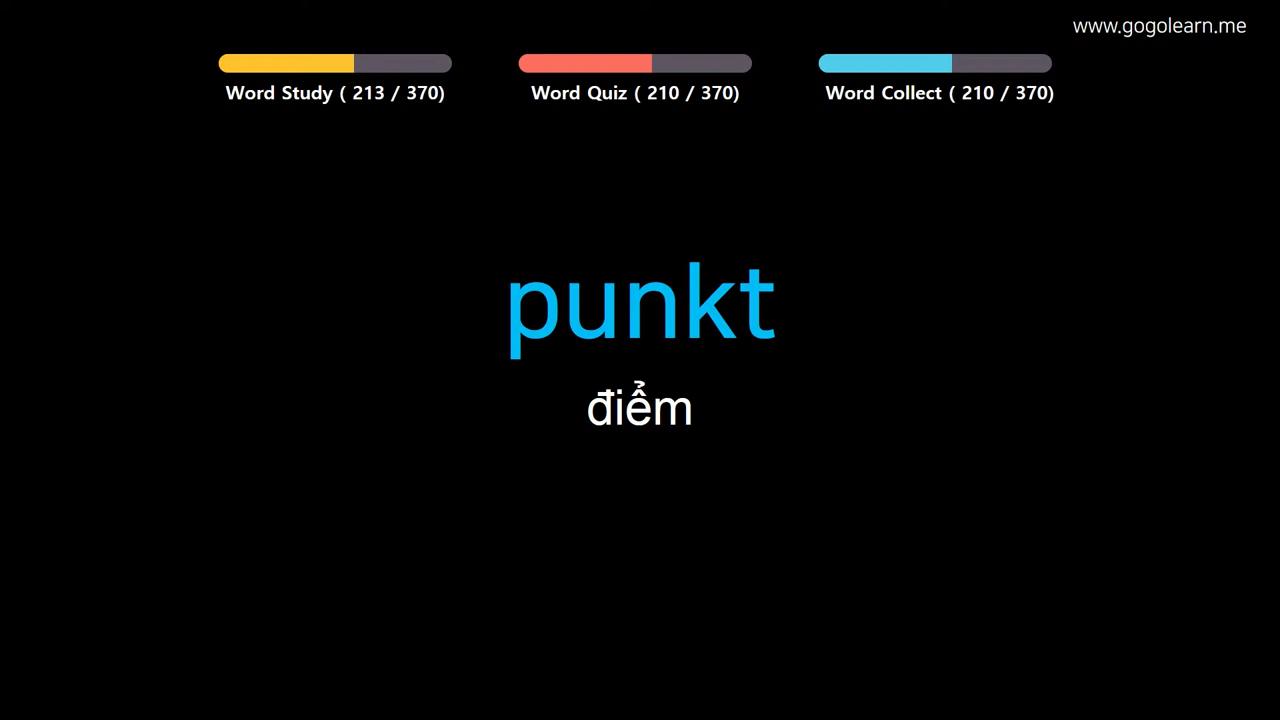 www.gogolearn.me
Word Study ( 213 / 370)
Word Quiz ( 210 / 370)
Word Collect ( 210 / 370)
punkt
điểm